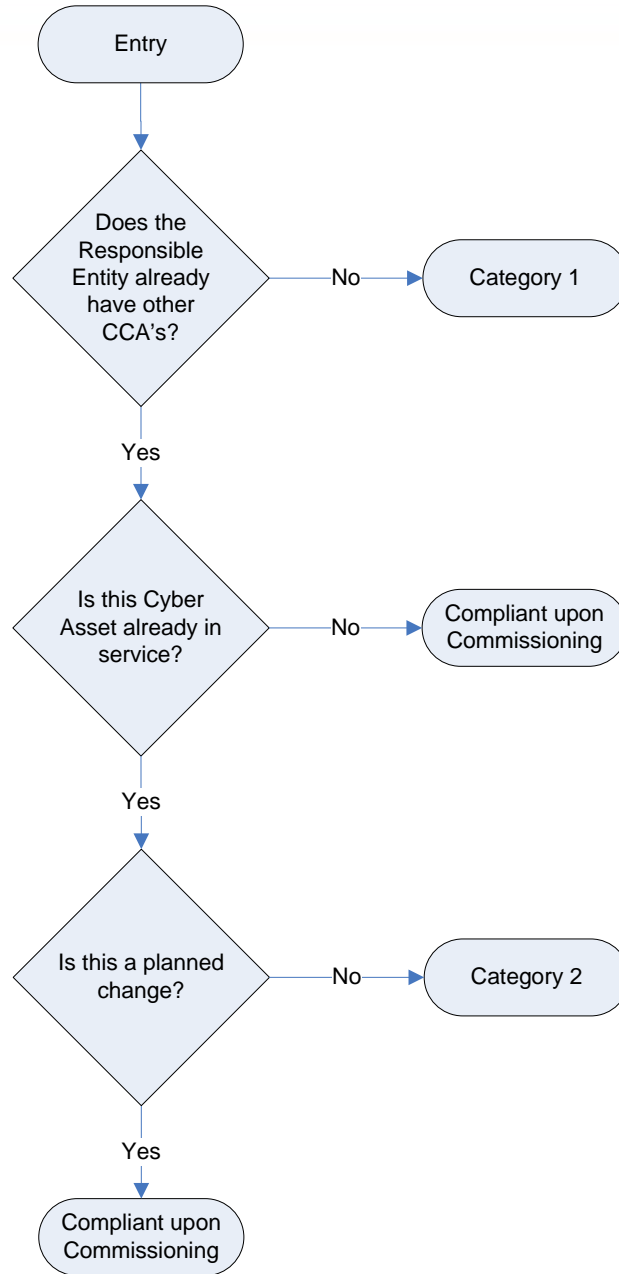 Entry
Does the
Responsible
Entity already
have other
CCA's?
No
Category 1
Yes
Is this Cyber
Asset already in
service?
No
Compliant upon
Commissioning
Yes
Is this a planned
change?
No
Category 2
Yes
Compliant upon
Commissioning